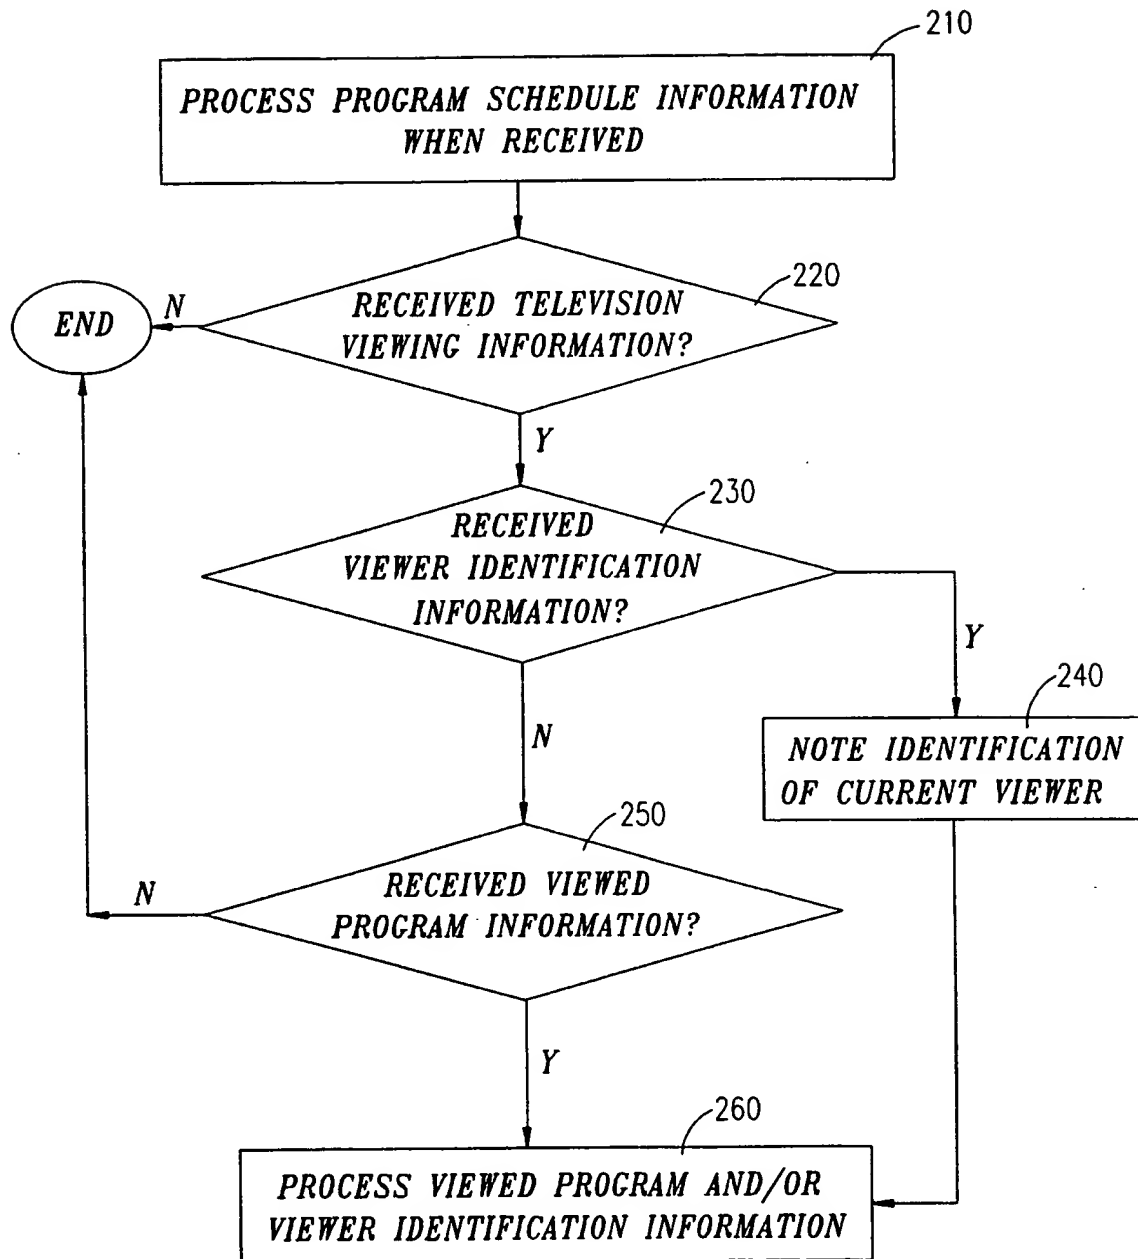 210
PROCESS PROGRAM SCHEDULE INFORMATION
WHEN RECEIVED
220
RECEIVED TELEVISION
VIEWING INFORMATION?
N
END
Y
230
RECEIVED
VIEWER IDENTIFICATION
INFORMATION?
Y
240
NOTE IDENTIFICATION
OF CURRENT VIEWER
N
250
RECEIVED VIEWED
PROGRAM INFORMATION?
N
Y
260
PROCESS VIEWED PROGRAM AND/OR
VIEWER IDENTIFICATION INFORMATION